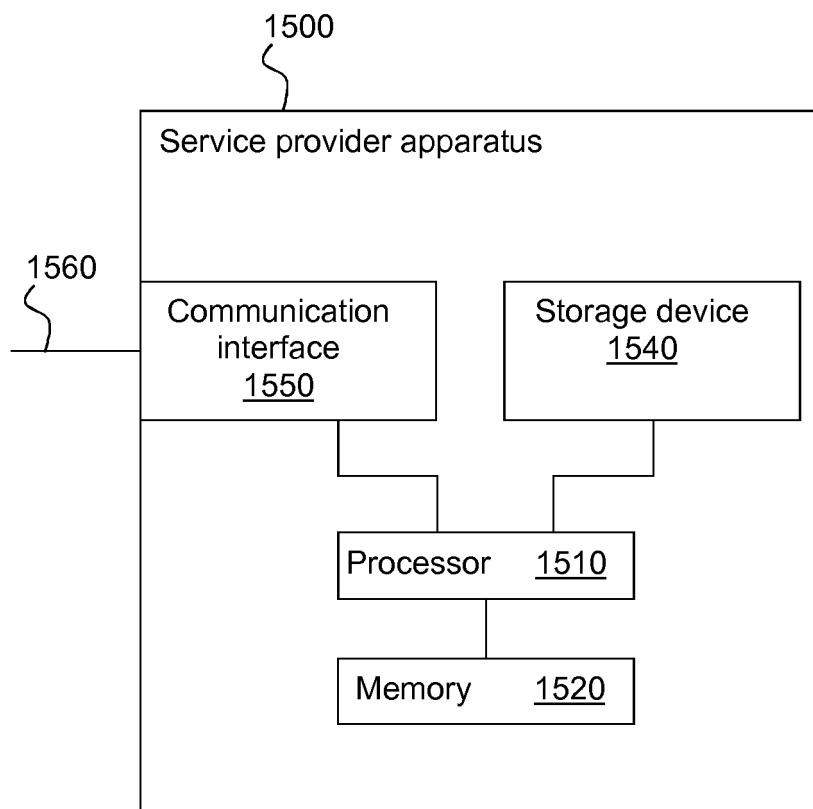 1500
Service provider apparatus
1560
Communication
interface
1550
Storage device
1540
Processor 1510
Memory 1520